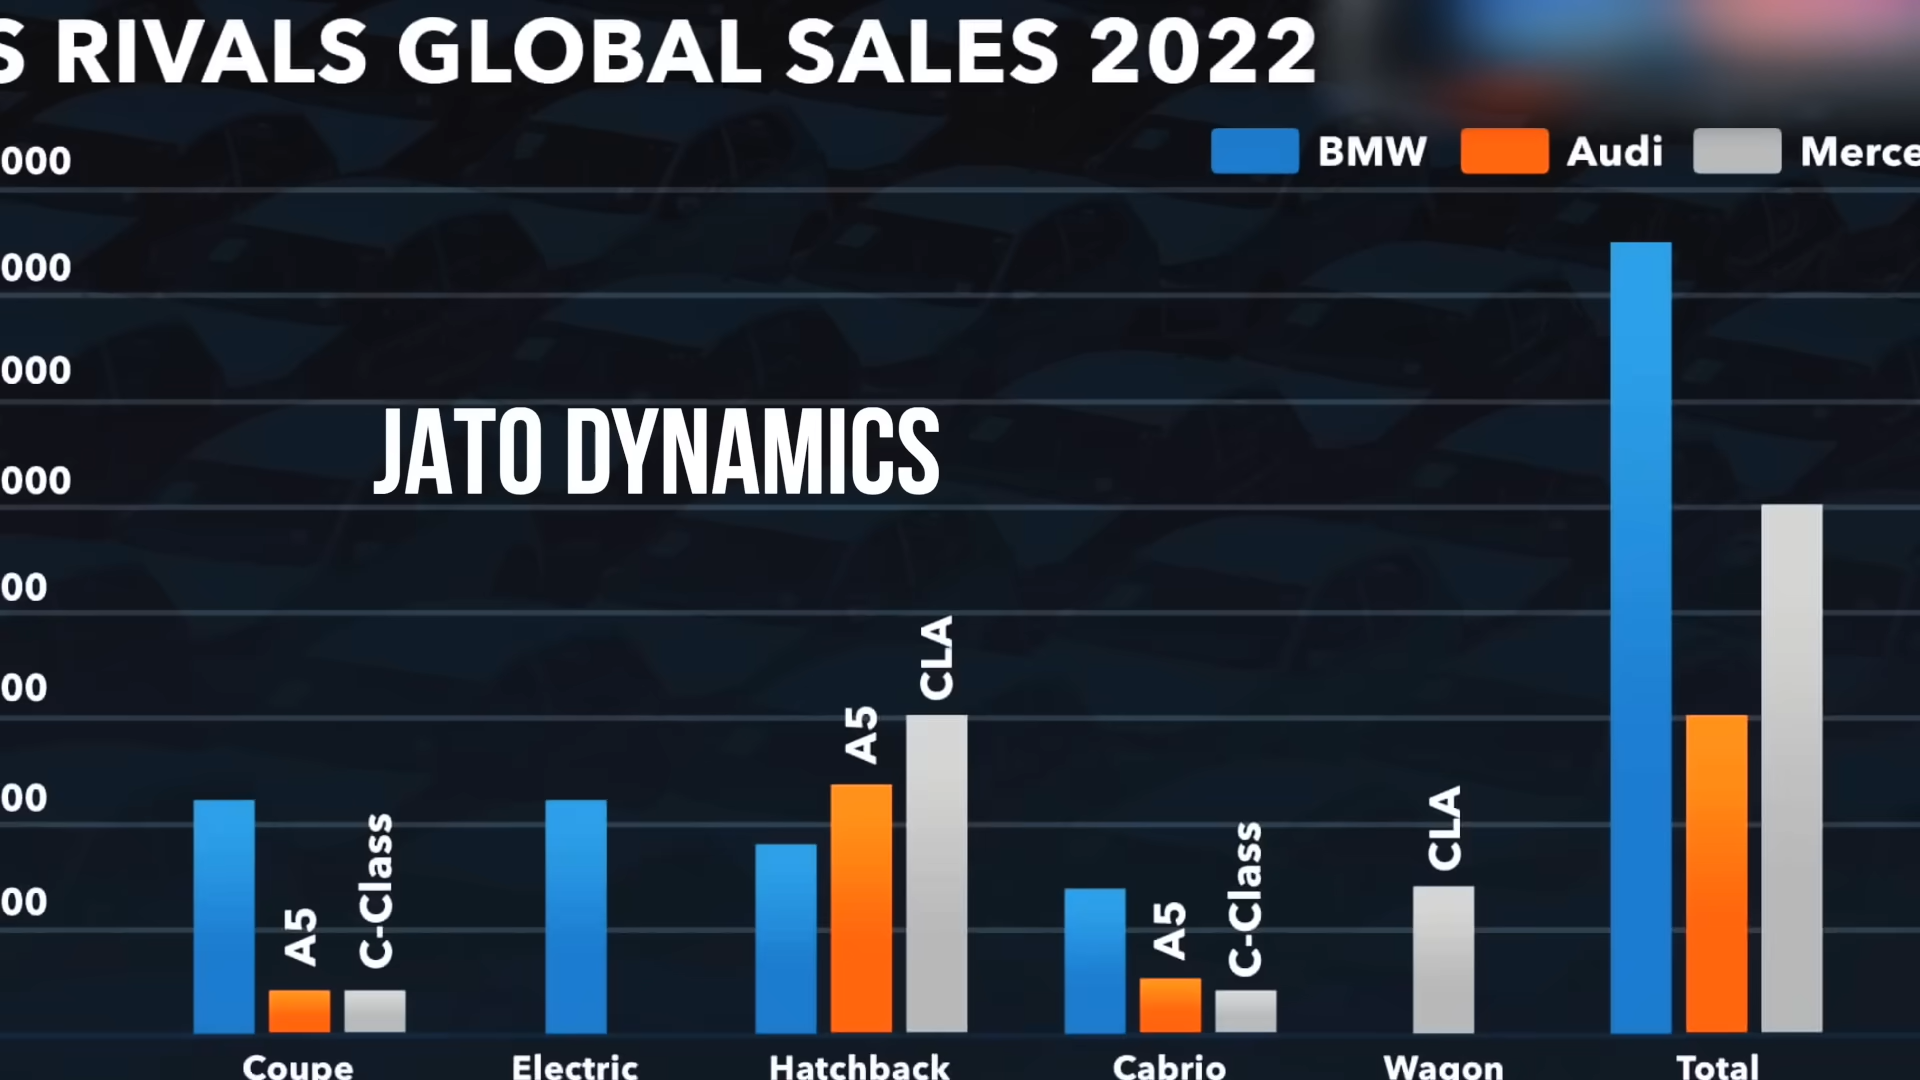 S RIVALS GLOBAL SALES 2022
BMW Audi Merce
000
000
000
000
00
00
00
00
JATO DYNAMICS
A5
C-Class
A5
CLA
A5
C-Class
CLA
Coupe Electric Hatchback Cabrio Wagon Total